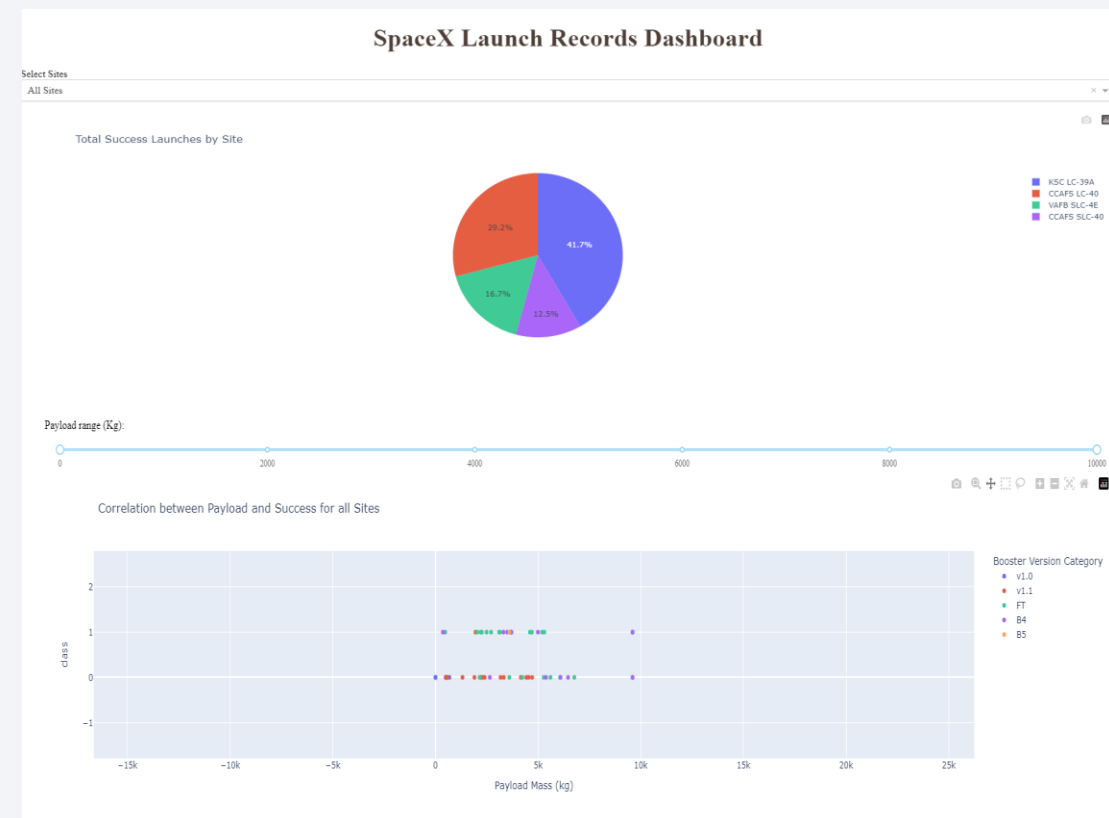 SpaceX Launch Records Dashboard
Select Sites
All Sites
Total Success Launches by Site
29.2%
41.7%
16.7%
12.5%
KSC LC-39A
CCAFS LC-40
VAFB SLC-4E
CCAFS SLC-40
Payload range (Kg):
0 2000 4000 6000 8000 10000
Correlation between Payload and Success for all Sites
Booster Version Category
v1.0
v1.1
FT
B4
B5
2
1
0
−1
class
−15k −10k −5k 0 5k 10k 15k 20k 25k
Payload Mass (kg)